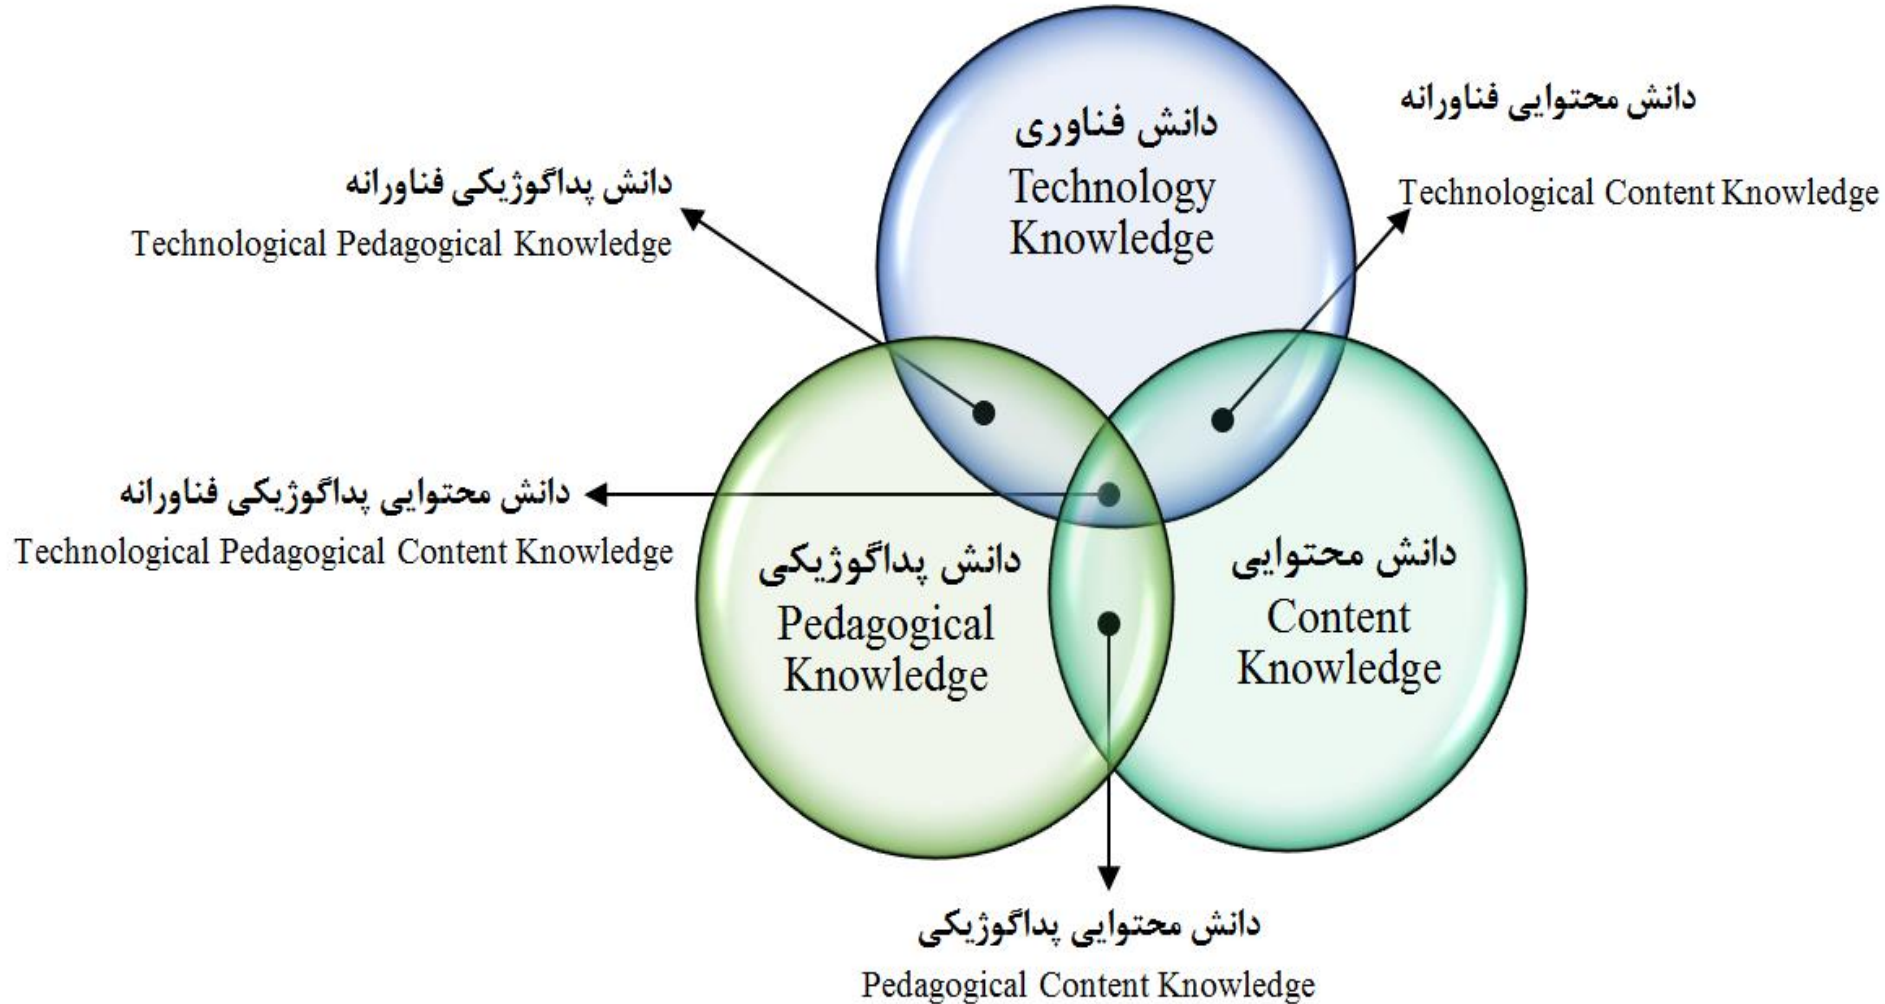 دانش فناوری
Technology
Knowledge
دانش محتوایی فناورانه
Technological Content Knowledge
دانش پداگوژیکی فناورانه
Technological Pedagogical Knowledge
دانش محتوایی پداگوژیکی فناورانه
Technological Pedagogical Content Knowledge
دانش پداگوژیکی
Pedagogical
Knowledge
دانش محتوایی
Content
Knowledge
دانش محتوایی پداگوژیکی
Pedagogical Content Knowledge